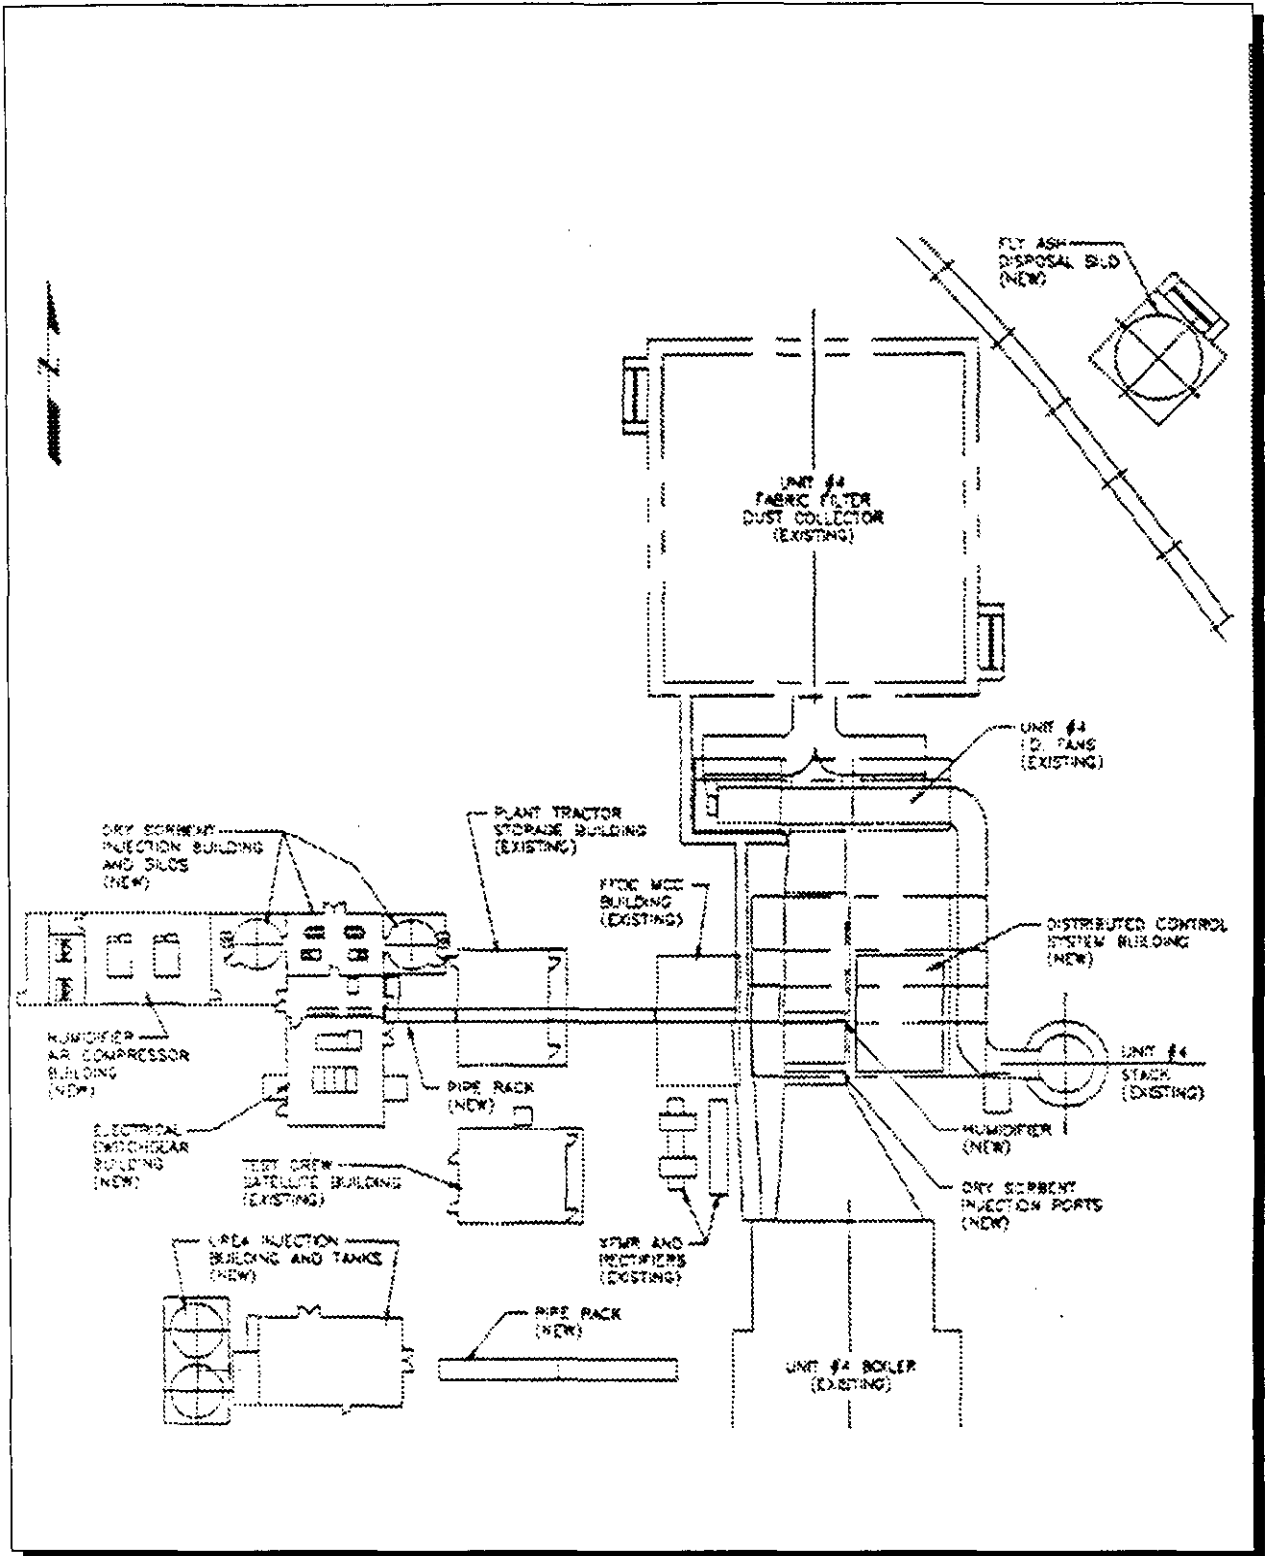 FLY ASH
DISPOSAL SILO
(NEW)
N
UNIT #4
FABRIC FILTER
DUST COLLECTOR
(EXISTING)
UNIT #4
I.D. FANS
(EXISTING)
PLANT TRACTOR
STORAGE BUILDING
(EXISTING)
DRY SORBENT
INJECTION BUILDING
AND SILOS
(NEW)
MCC
BUILDING
(EXISTING)
DISTRIBUTED CONTROL
SYSTEM BUILDING
(NEW)
HUMIDIFIER
AIR COMPRESSOR
BUILDING
(NEW)
UNIT #4
STACK
(EXISTING)
PIPE RACK
(NEW)
ELECTRICAL
SWITCHGEAR
BUILDING
(NEW)
HUMIDIFIER
(NEW)
TEST CREW
SATELLITE BUILDING
(EXISTING)
DRY SORBENT
INJECTION PORTS
(NEW)
UREA INJECTION
BUILDING AND TANKS
(NEW)
XFMR AND
RECTIFIERS
(EXISTING)
PIPE RACK
(NEW)
UNIT #4 BOILER
(EXISTING)